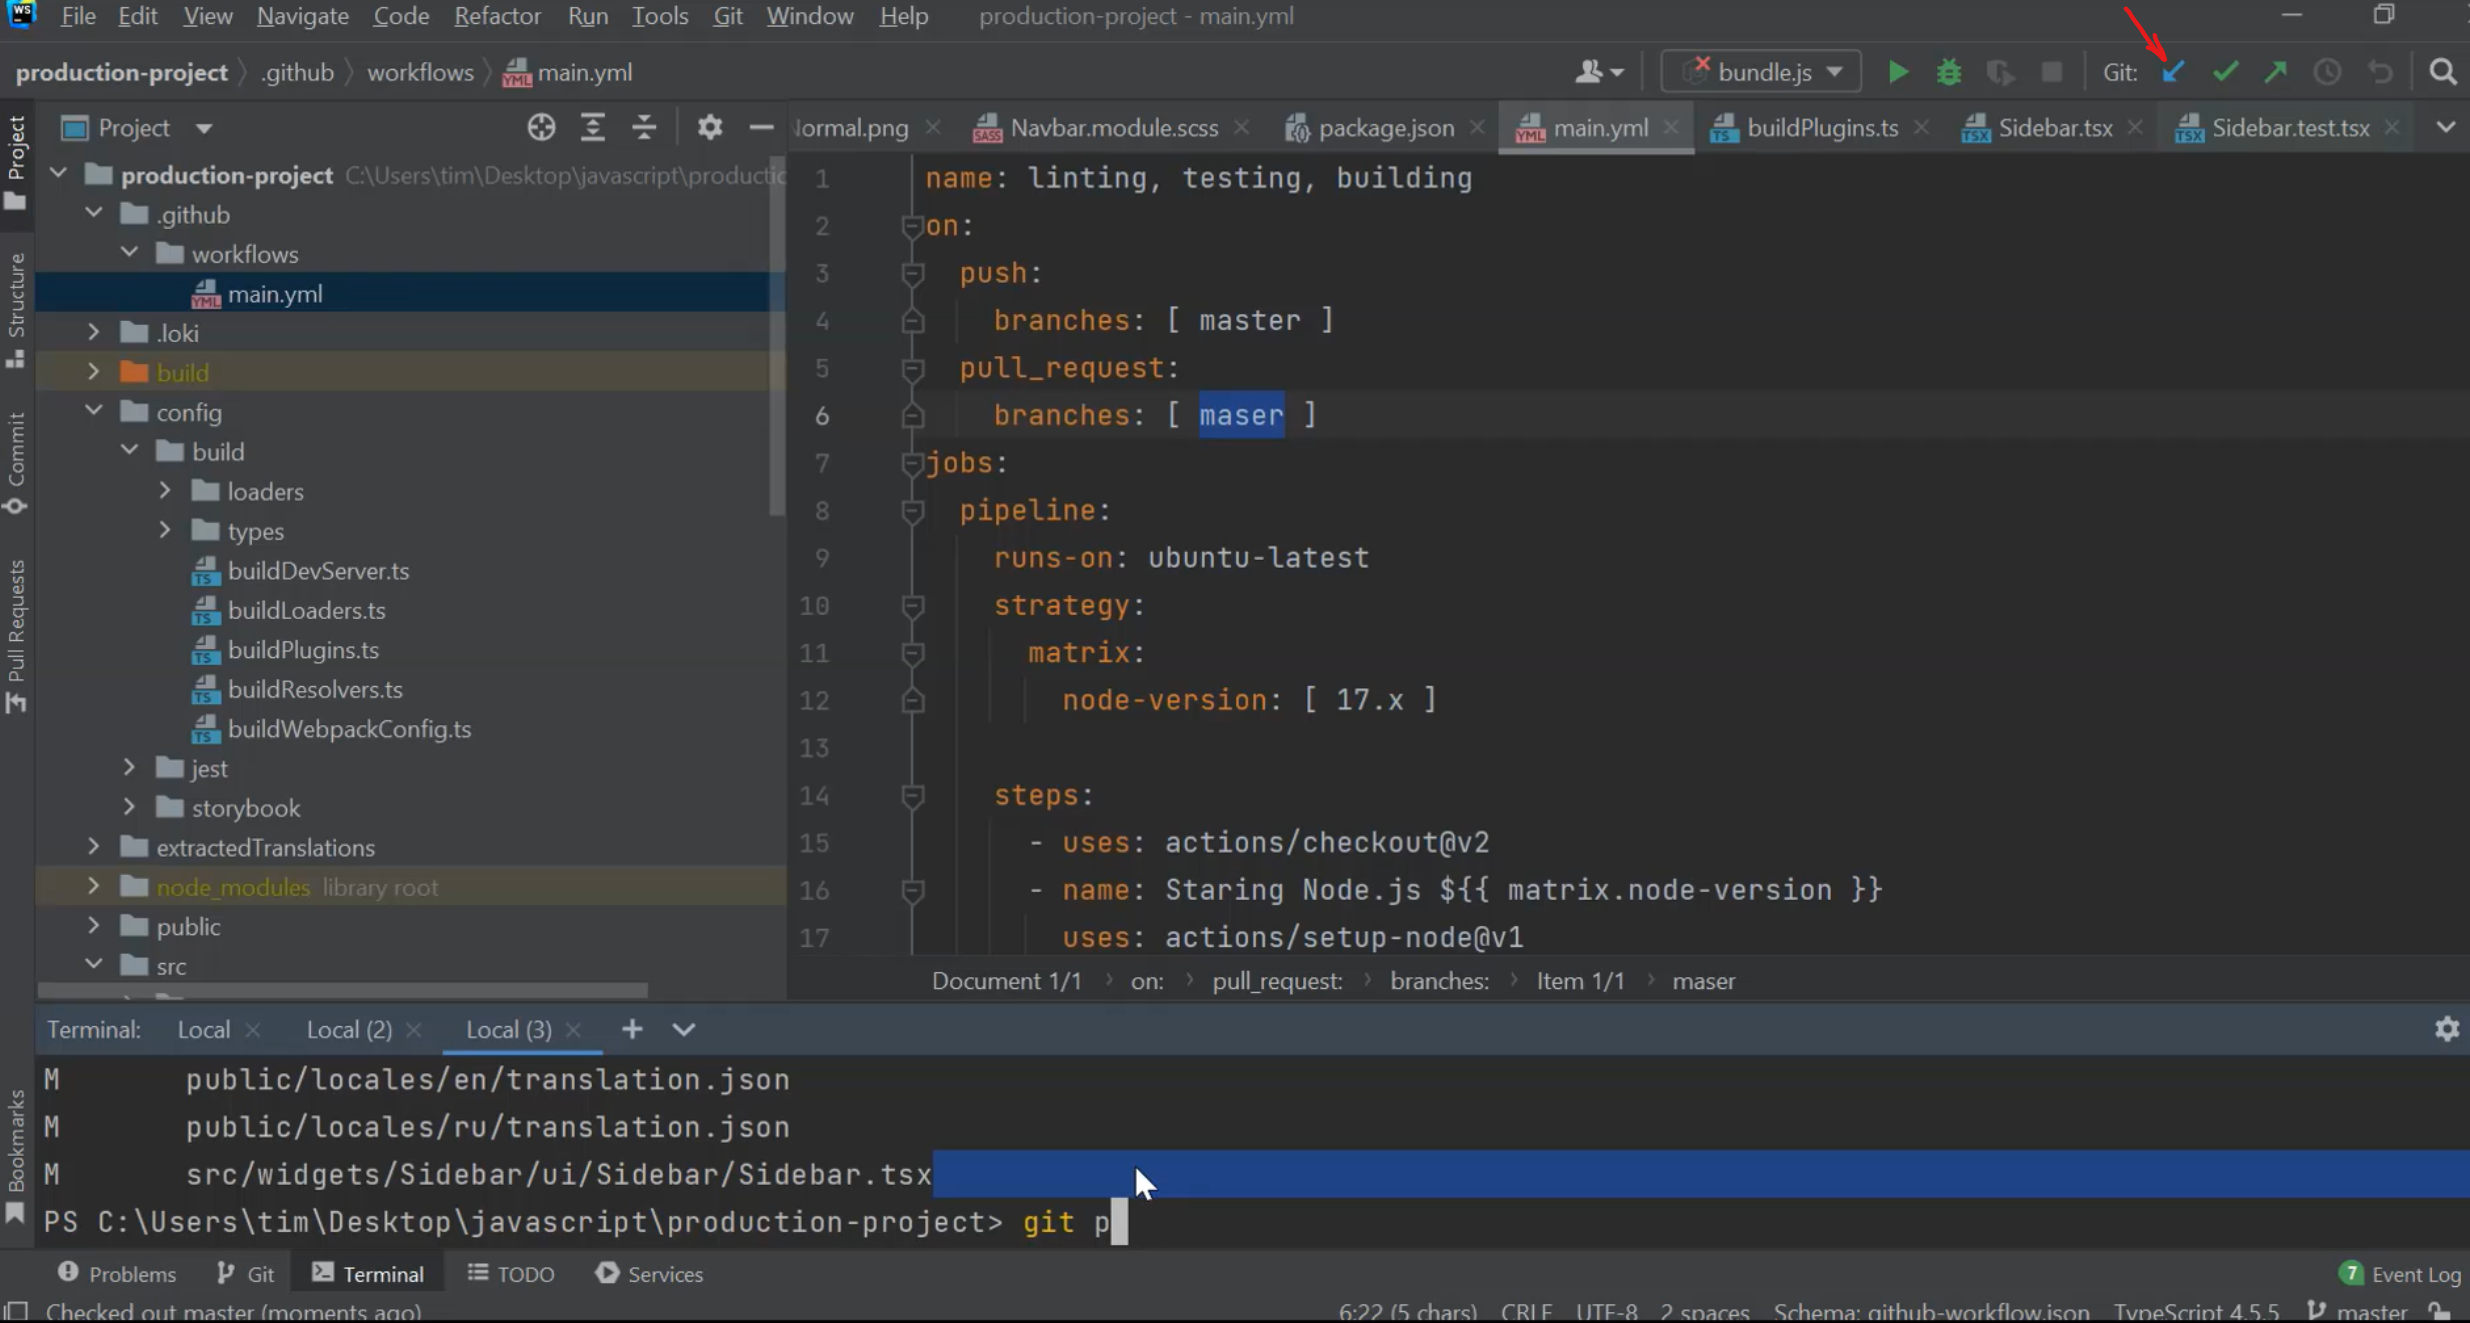 WS File Edit View Navigate Code Refactor Run Tools Git Window Help production-project - main.yml
production-project .github workflows main.yml bundle.js Git:
Project
ormal.png Navbar.module.scss package.json main.yml buildPlugins.ts Sidebar.tsx Sidebar.test.tsx
Project
Structure
Commit
Pull Requests
Bookmarks
production-project C:\Users\tim\Desktop\javascript\productic
.github
workflows
main.yml
.loki
build
config
build
loaders
types
buildDevServer.ts
buildLoaders.ts
buildPlugins.ts
buildResolvers.ts
buildWebpackConfig.ts
jest
storybook
extractedTranslations
node_modules library root
public
src
1 name: linting, testing, building
2 on:
3 push:
4 branches: [ master ]
5 pull_request:
6 branches: [ maser ]
7 jobs:
8 pipeline:
9 runs-on: ubuntu-latest
10 strategy:
11 matrix:
12 node-version: [ 17.x ]
13
14 steps:
15 - uses: actions/checkout@v2
16 - name: Staring Node.js ${{ matrix.node-version }}
17 uses: actions/setup-node@v1
Document 1/1 on: pull_request: branches: Item 1/1 maser
Terminal: Local Local (2) Local (3)
M public/locales/en/translation.json
M public/locales/ru/translation.json
M src/widgets/Sidebar/ui/Sidebar/Sidebar.tsx
PS C:\Users\tim\Desktop\javascript\production-project> git p
Problems Git Terminal TODO Services 7 Event Log
Checked out master (moments ago) 6:22 (5 chars) CRLF UTF-8 2 spaces Schema: github-workflow.json TypeScript 4.5.5 master